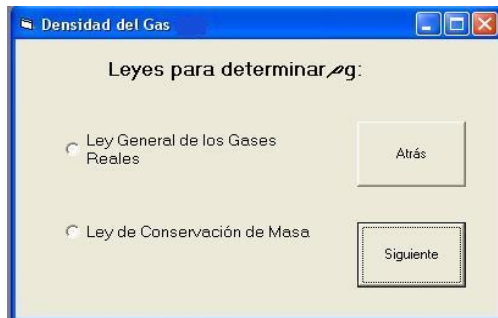 Densidad del Gas
Leyes para determinar ρg:
Ley General de los Gases
Reales
Atrás
Ley de Conservación de Masa
Siguiente